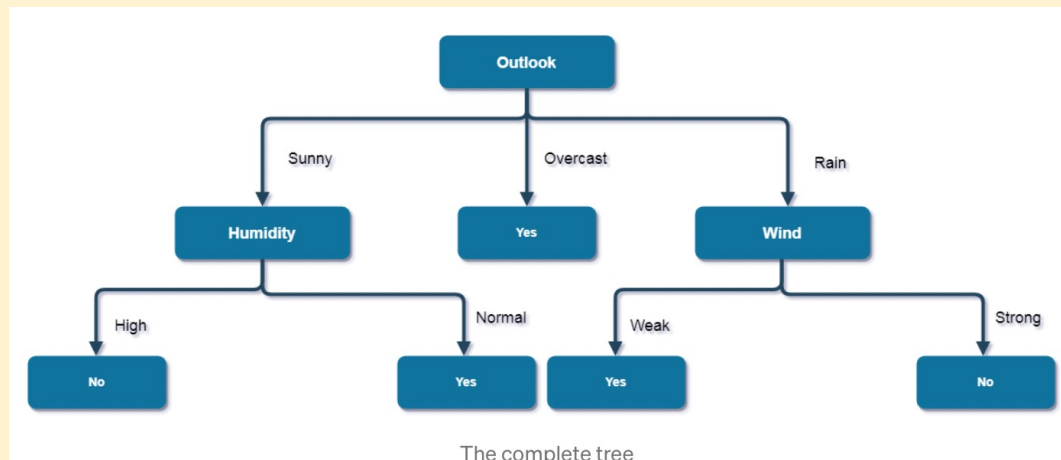 Outlook
Sunny
Overcast
Rain
Humidity
Yes
Wind
High
Normal
Weak
Strong
No
Yes
Yes
No
The complete tree